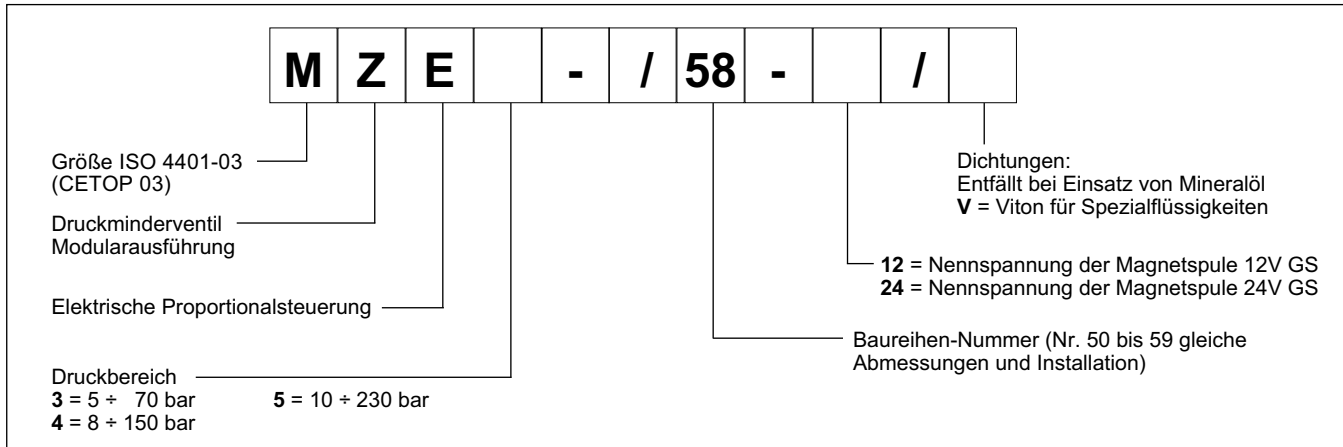 M Z E - / 58 - /
Größe ISO 4401-03
(CETOP 03)
Druckminderventil
Modularausführung
Elektrische Proportionalsteuerung
Druckbereich
3 = 5 ÷ 70 bar 5 = 10 ÷ 230 bar
4 = 8 ÷ 150 bar
Dichtungen:
Entfällt bei Einsatz von Mineralöl
V = Viton für Spezialflüssigkeiten
12 = Nennspannung der Magnetspule 12V GS
24 = Nennspannung der Magnetspule 24V GS
Baureihen-Nummer (Nr. 50 bis 59 gleiche
Abmessungen und Installation)